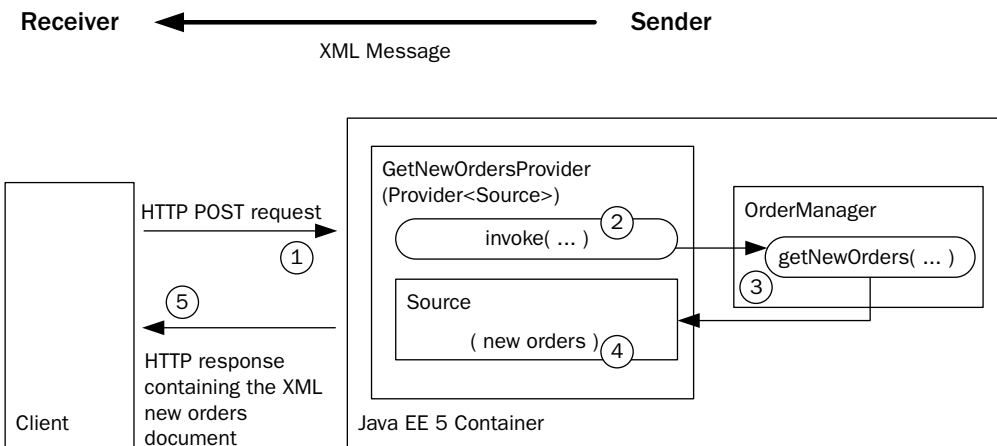 Receiver
Sender
XML Message
GetNewOrdersProvider
(Provider<Source>)
OrderManager
HTTP POST request
2
invoke( ... )
getNewOrders( ... )
1
3
5
Source
( new orders )
4
HTTP response
containing the XML
new orders
document
Client
Java EE 5 Container